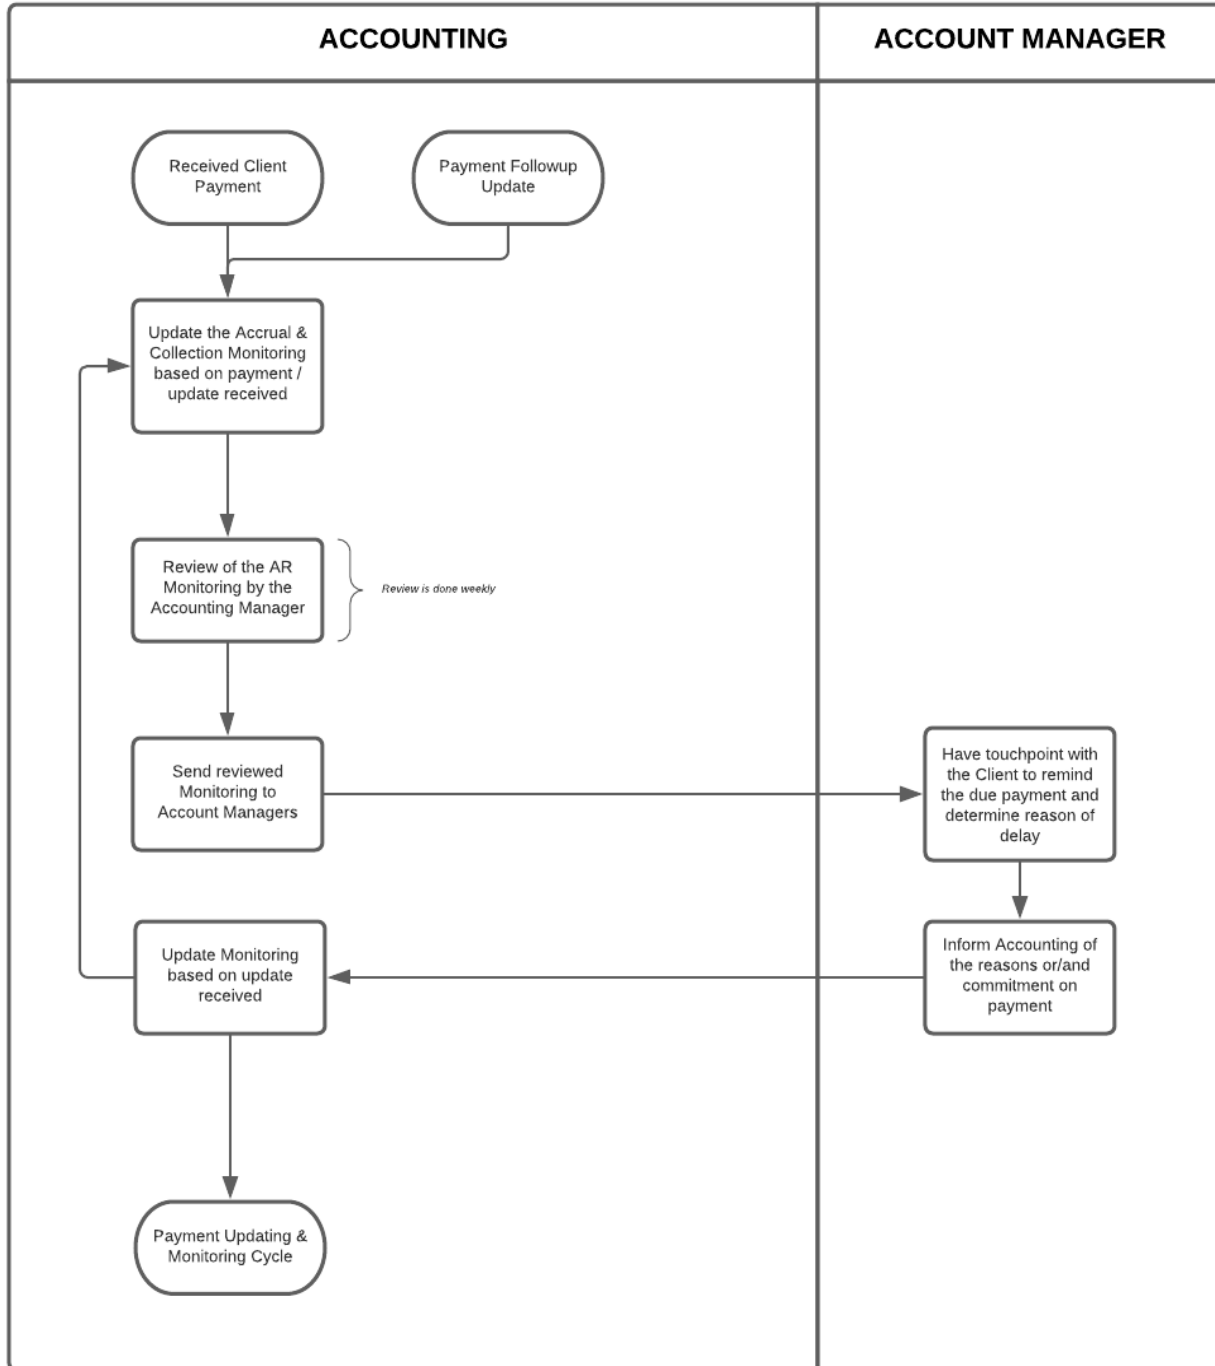 ACCOUNTING
ACCOUNT MANAGER
Received Client
Payment
Payment Followup
Update
Update the Accrual &
Collection Monitoring
based on payment /
update received
Review of the AR
Monitoring by the
Accounting Manager
Review is done weekly
Send reviewed
Monitoring to
Account Managers
Have touchpoint with
the Client to remind
the due payment and
determine reason of
delay
Inform Accounting of
the reasons or/and
commitment on
payment
Update Monitoring
based on update
received
Payment Updating &
Monitoring Cycle